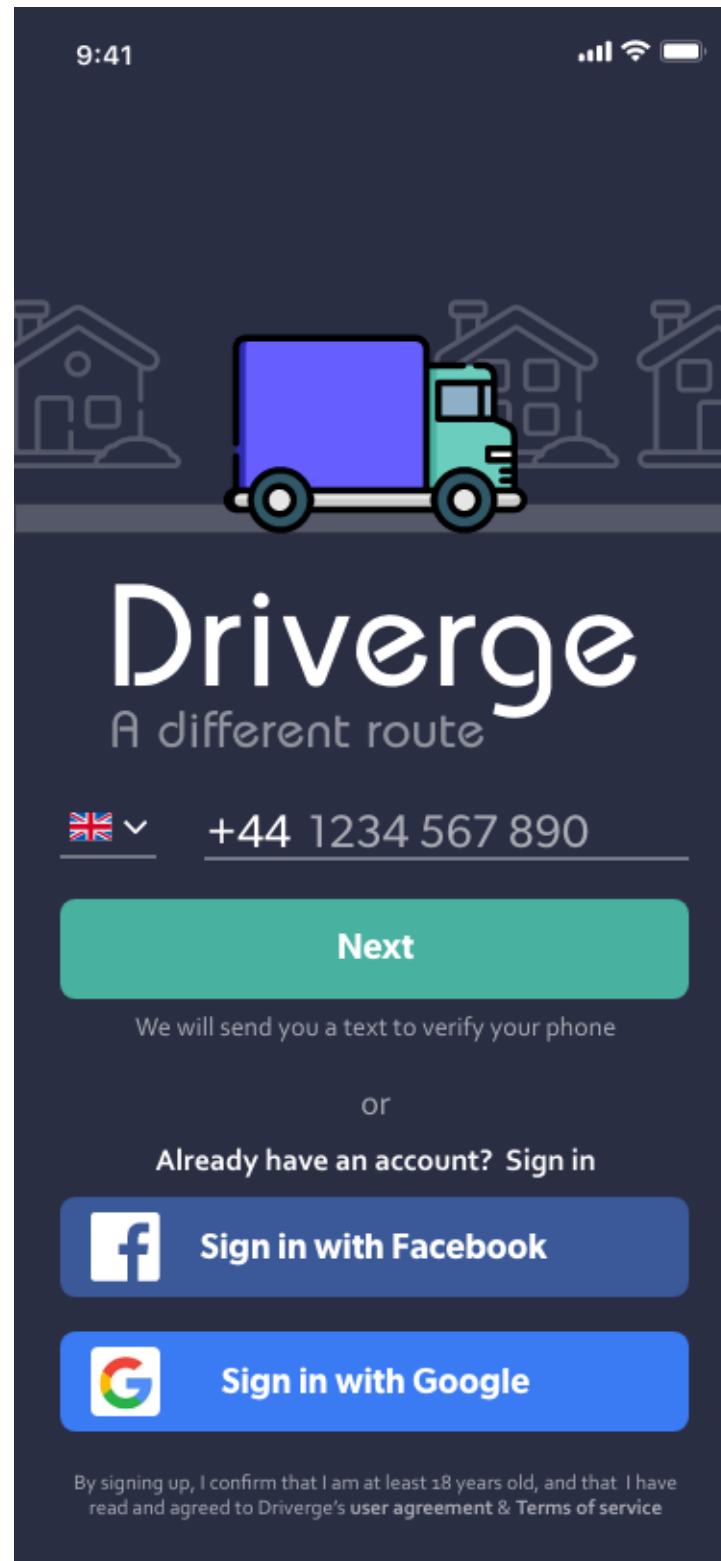 9:41
Driverge
A different route
+44 1234 567 890
Next
We will send you a text to verify your phone
or
Already have an account? Sign in
Sign in with Facebook
Sign in with Google
By signing up, I confirm that I am at least 18 years old, and that I have
read and agreed to Driverge's user agreement & Terms of service